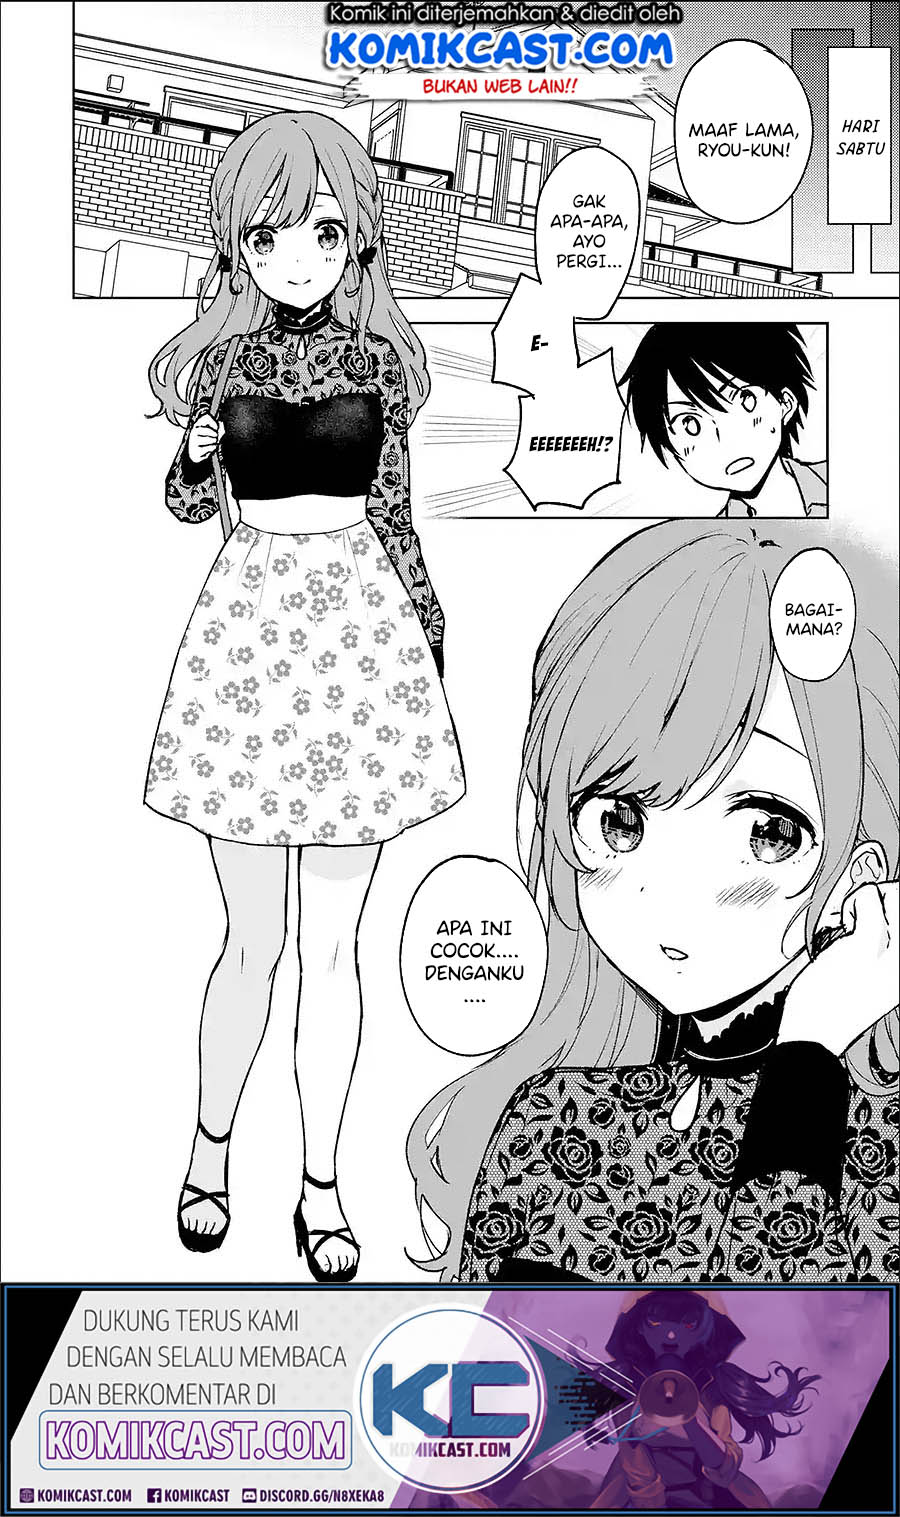 Komik ini diterjemahkan & diedit oleh
KOMIKCAST.COM
BUKAN WEB LAIN!!
HARI
SABTU
MAAF LAMA,
RYOU-KUN!
GAK
APA-APA,
AYO
PERGI...
E-
EEEEEEEH!?
BAGAI-
MANA?
APA INI
COCOK....
DENGANKU
....
DUKUNG TERUS KAMI
DENGAN SELALU MEMBACA
DAN BERKOMENTAR DI
KOMIKCAST.COM
KC
KOMIKCAST.COM
KOMIKCAST.COM KOMIKCAST DISCORD.GG/N8XEKA8